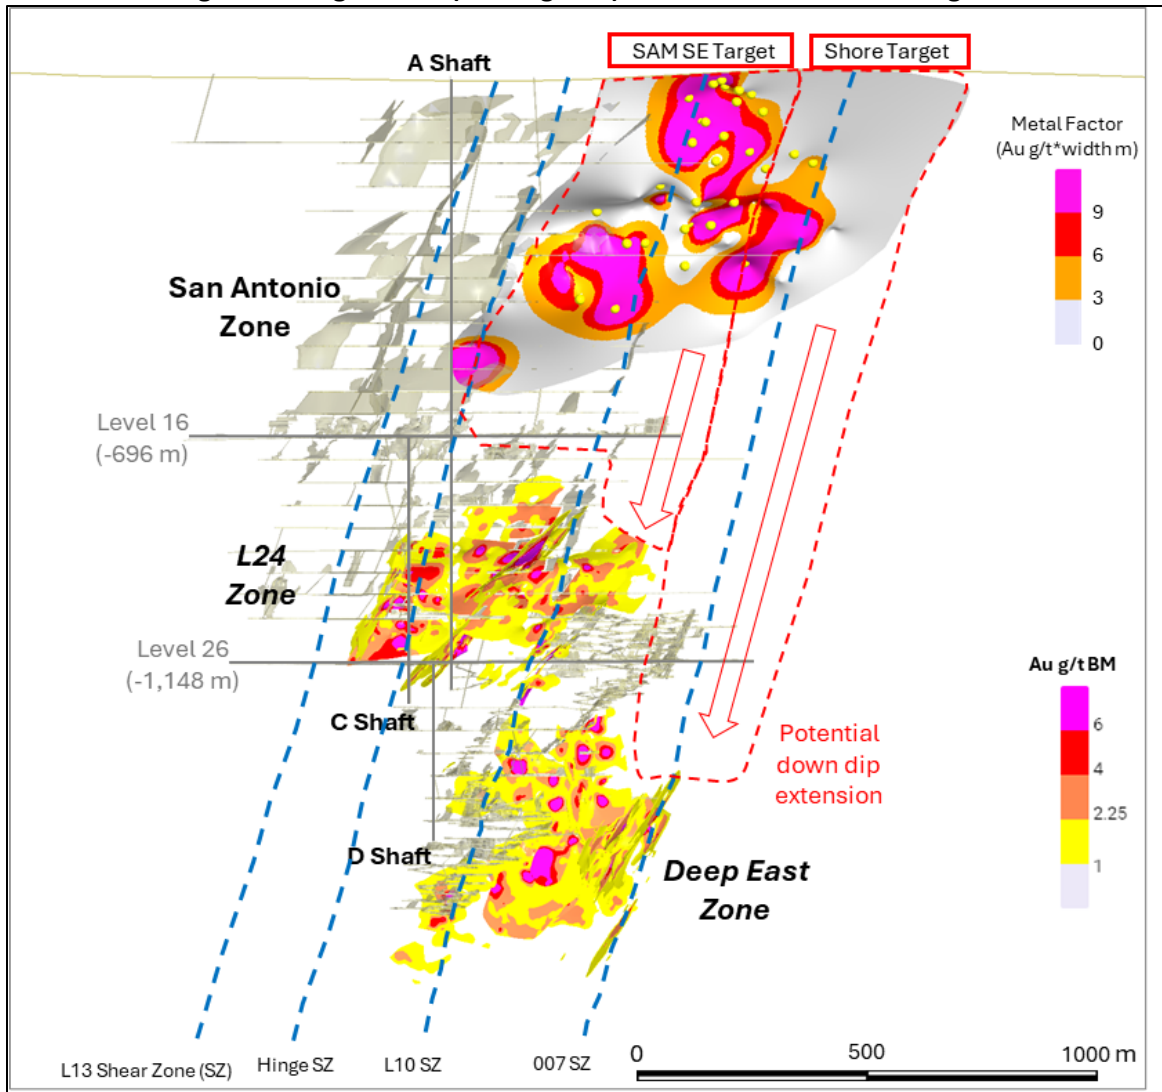 SAM SE Target
Shore Target
A Shaft
Metal Factor
(Au g/t*width m)
9
6
3
0
San Antonio
Zone
Level 16
(-696 m)
L24
Zone
Level 26
(-1,148 m)
C Shaft
D Shaft
Potential
down dip
extension
Deep East
Zone
Au g/t BM
6
4
2.25
1
L13 Shear Zone (SZ)
Hinge SZ
L10 SZ
007 SZ
0
500
1000 m